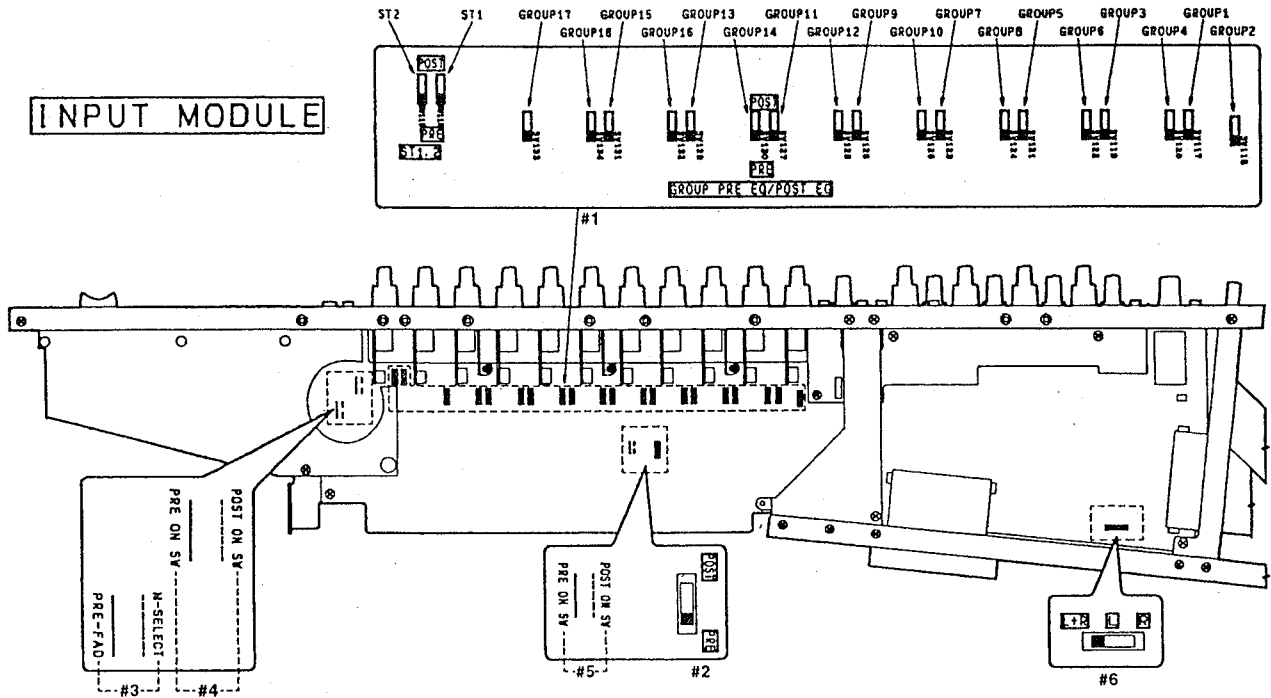 ST2 ST1 GROUP17 GROUP15 GROUP13 GROUP11 GROUP9 GROUP7 GROUP5 GROUP3 GROUP1
GROUP18 GROUP16 GROUP14 GROUP12 GROUP10 GROUP8 GROUP6 GROUP4 GROUP2
INPUT MODULE
POST
PRE
ST1,2
POST
PRE
GROUP PRE EQ/POST EQ
#1
POST ON SW
PRE ON SW
N-SELECT
PRE-FAD
#3
#4
POST ON SW
PRE ON SW
#5
POST
PRE
#2
L+R L R
#6